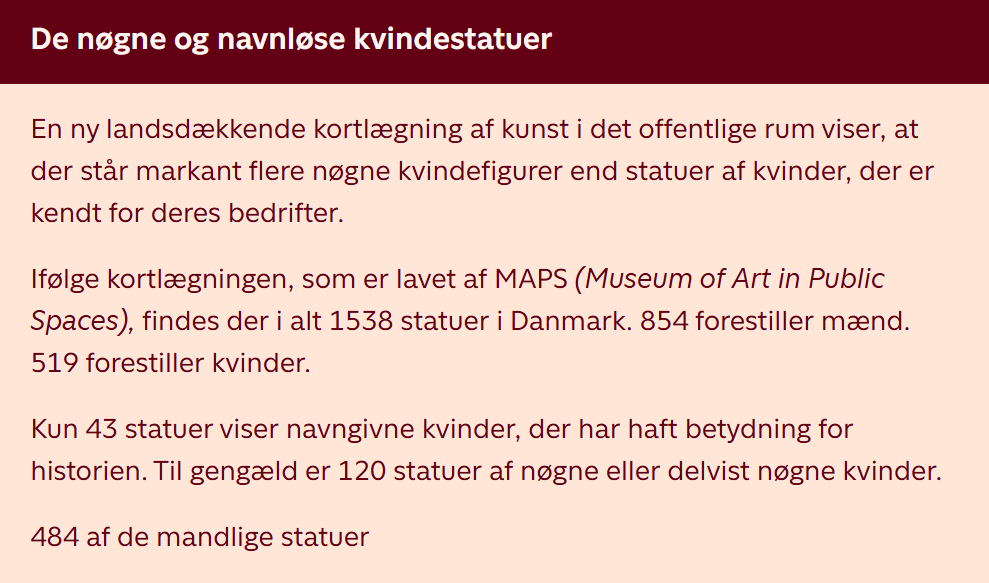 De nøgne og navnløse kvindestatuer
En ny landsdækkende kortlægning af kunst i det offentlige rum viser, at
der står markant flere nøgne kvindefigurer end statuer af kvinder, der er
kendt for deres bedrifter.
Ifølge kortlægningen, som er lavet af MAPS (Museum of Art in Public
Spaces), findes der i alt 1538 statuer i Danmark. 854 forestiller mænd.
519 forestiller kvinder.
Kun 43 statuer viser navngivne kvinder, der har haft betydning for
historien. Til gengæld er 120 statuer af nøgne eller delvist nøgne kvinder.
484 af de mandlige statuer